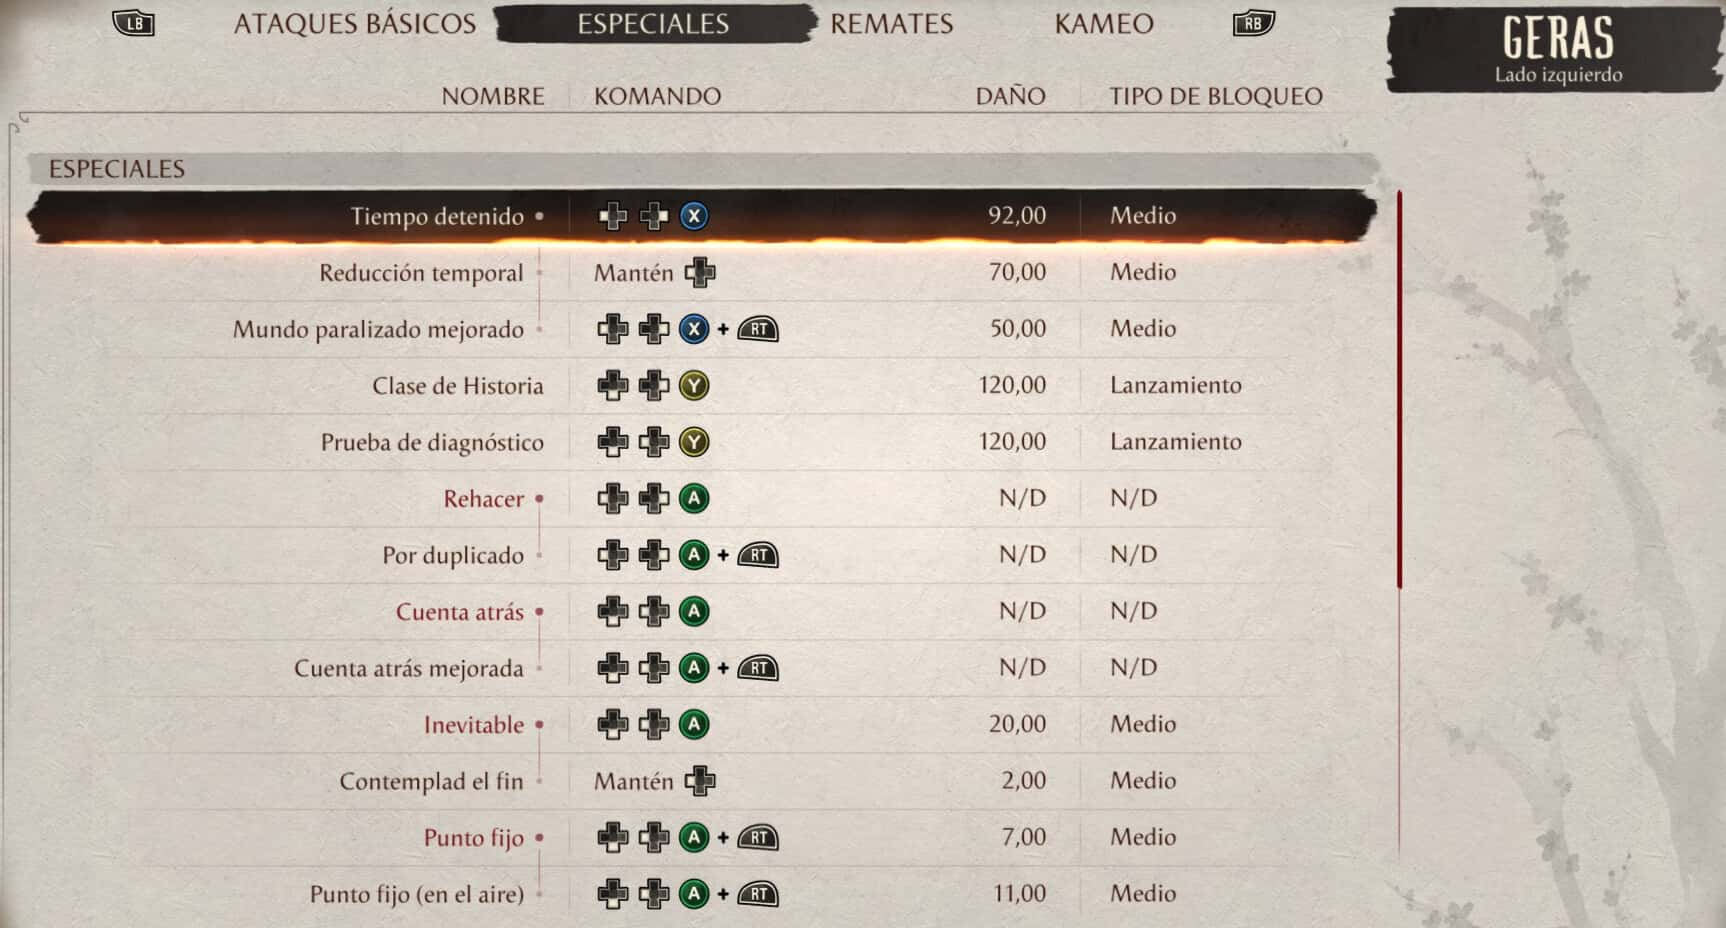 LB ATAQUES BÁSICOS ESPECIALES REMATES KAMEO RB
GERAS
Lado izquierdo
NOMBRE KOMANDO DAÑO TIPO DE BLOQUEO
ESPECIALES
Tiempo detenido X 92,00 Medio
Reducción temporal Mantén 70,00 Medio
Mundo paralizado mejorado X + RT 50,00 Medio
Clase de Historia Y 120,00 Lanzamiento
Prueba de diagnóstico Y 120,00 Lanzamiento
Rehacer A N/D N/D
Por duplicado A + RT N/D N/D
Cuenta atrás A N/D N/D
Cuenta atrás mejorada A + RT N/D N/D
Inevitable A 20,00 Medio
Contemplad el fin Mantén 2,00 Medio
Punto fijo A + RT 7,00 Medio
Punto fijo (en el aire) A + RT 11,00 Medio